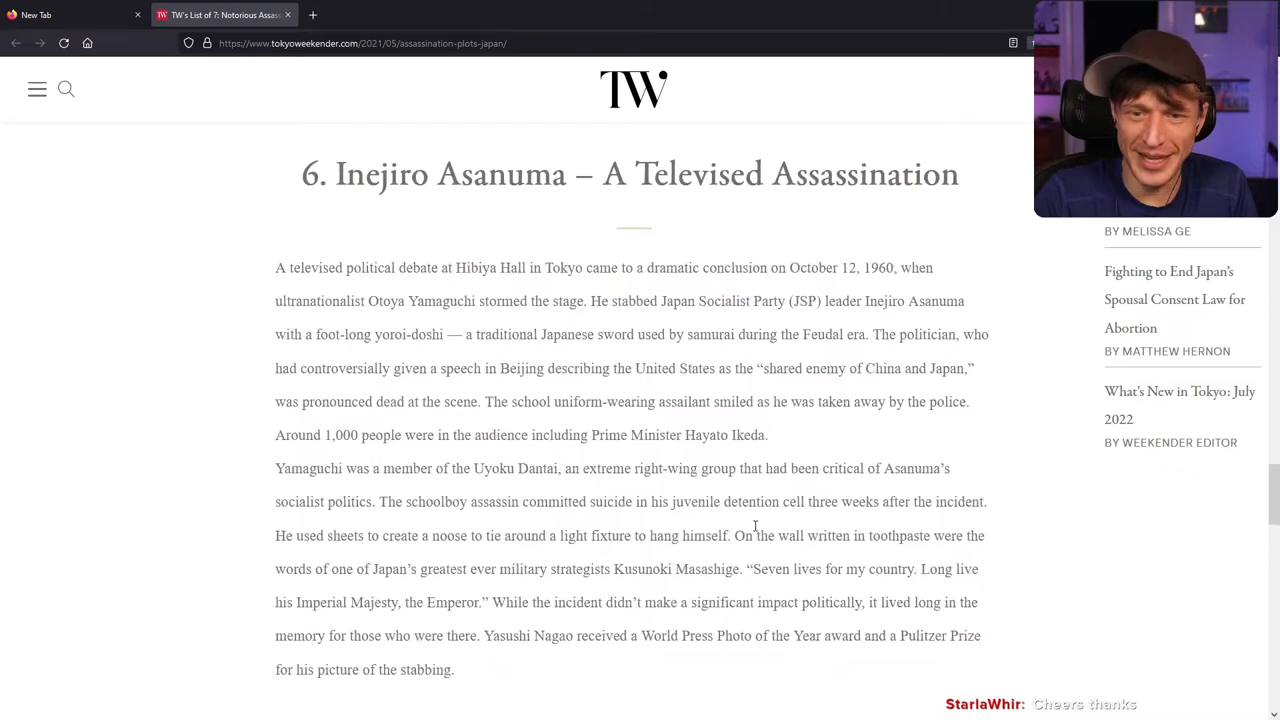 New Tab
TW's List of 7: Notorious Assas
https://www.tokyoweekender.com/2021/05/assassination-plots-japan/
TW
6. Inejiro Asanuma – A Televised Assassination
A televised political debate at Hibiya Hall in Tokyo came to a dramatic conclusion on October 12, 1960, when
ultranationalist Otoya Yamaguchi stormed the stage. He stabbed Japan Socialist Party (JSP) leader Inejiro Asanuma
with a foot-long yoroi-doshi — a traditional Japanese sword used by samurai during the Feudal era. The politician, who
had controversially given a speech in Beijing describing the United States as the “shared enemy of China and Japan,”
was pronounced dead at the scene. The school uniform-wearing assailant smiled as he was taken away by the police.
Around 1,000 people were in the audience including Prime Minister Hayato Ikeda.
Yamaguchi was a member of the Uyoku Dantai, an extreme right-wing group that had been critical of Asanuma’s
socialist politics. The schoolboy assassin committed suicide in his juvenile detention cell three weeks after the incident.
He used sheets to create a noose to tie around a light fixture to hang himself. On the wall written in toothpaste were the
words of one of Japan’s greatest ever military strategists Kusunoki Masashige. “Seven lives for my country. Long live
his Imperial Majesty, the Emperor.” While the incident didn’t make a significant impact politically, it lived long in the
memory for those who were there. Yasushi Nagao received a World Press Photo of the Year award and a Pulitzer Prize
for his picture of the stabbing.
BY MELISSA GE
Fighting to End Japan’s
Spousal Consent Law for
Abortion
BY MATTHEW HERNON
What’s New in Tokyo: July
2022
BY WEEKENDER EDITOR
StarlaWhir: Cheers thanks